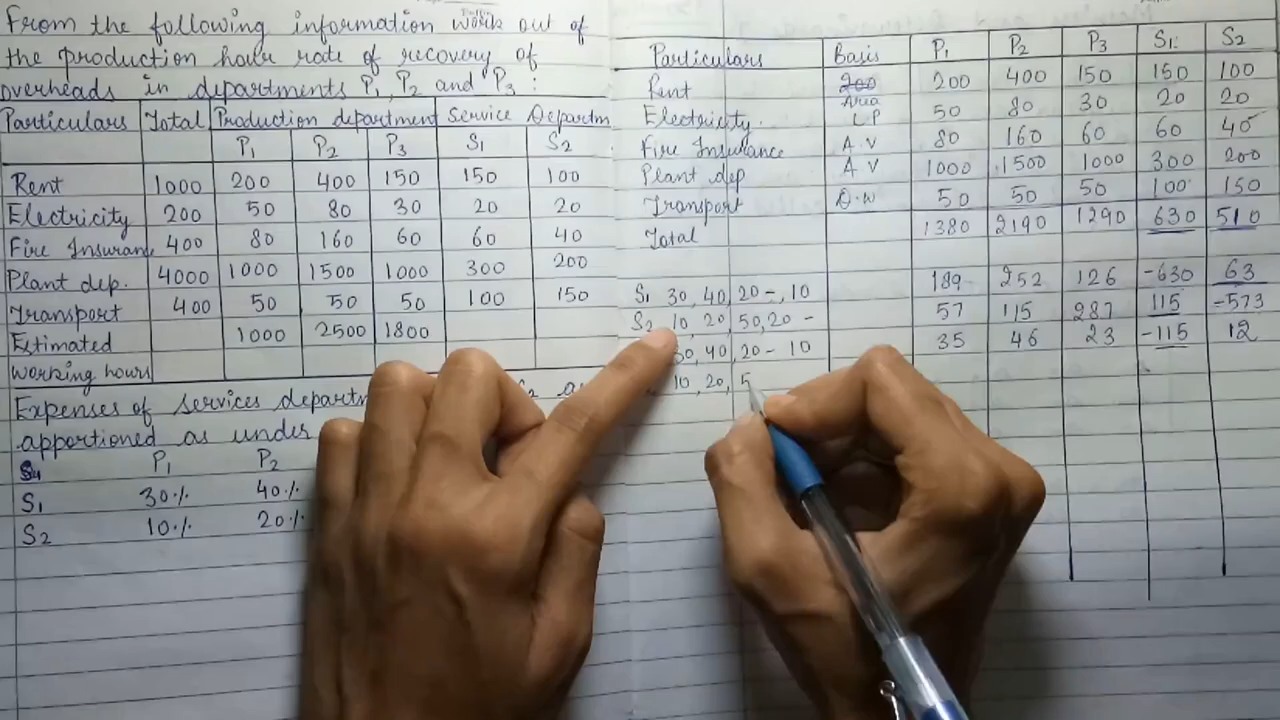 From the following information work out of
the production hour rate of recovery of
overheads in departments P1, P2 and P3 :
Particulars Total Production department Service Departm
P1 P2 P3 S1 S2
Rent 1000 200 400 150 150 100
Electricity 200 50 80 30 20 20
Fire Insuran 400 80 160 60 60 40
Plant dep. 4000 1000 1500 1000 300 200
Transport 400 50 50 50 100 150
Estimated 1000 2500 1800
working hours
Expenses of services departm
apportioned as under
P1 P2
S1 30% 40%
S2 10% 20%
Particulars Basis P1 P2 P3 S1 S2
Rent 200 Area 200 400 150 150 100
Electricity. LP 50 80 30 20 20
Fire Insurance A.V 80 160 60 60 40
Plant dep A.V 1000 1500 1000 300 200
Transport D.W 50 50 50 100 150
Total 1380 2190 1290 630 510
S1 30, 40, 20 -, 10 189 252 126 -630 63
S2 10 20, 50, 20 - 57 115 287 115 -573
30, 40, 20 - 10 35 46 23 -115 12
10, 20, 5